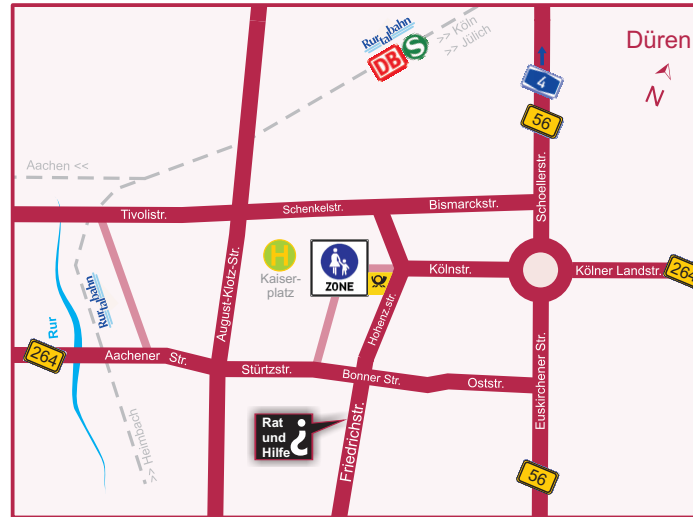 Düren
N
>> Köln
>> Jülich
Rurtalbahn
DB
S
4
56
Aachen <<
Tivolistr.
Schenkelstr.
Bismarckstr.
Schoellerstr.
August-Klotz-Str.
H
Kaiser-
platz
ZONE
Kölnstr.
Kölner Landstr.
264
Hohenz.str.
Rurtalbahn
Rur
264
Aachener
Str.
Stürtzstr.
Bonner Str.
Oststr.
Euskirchener Str.
>> Heimbach
Rat
und
Hilfe
Friedrichstr.
56